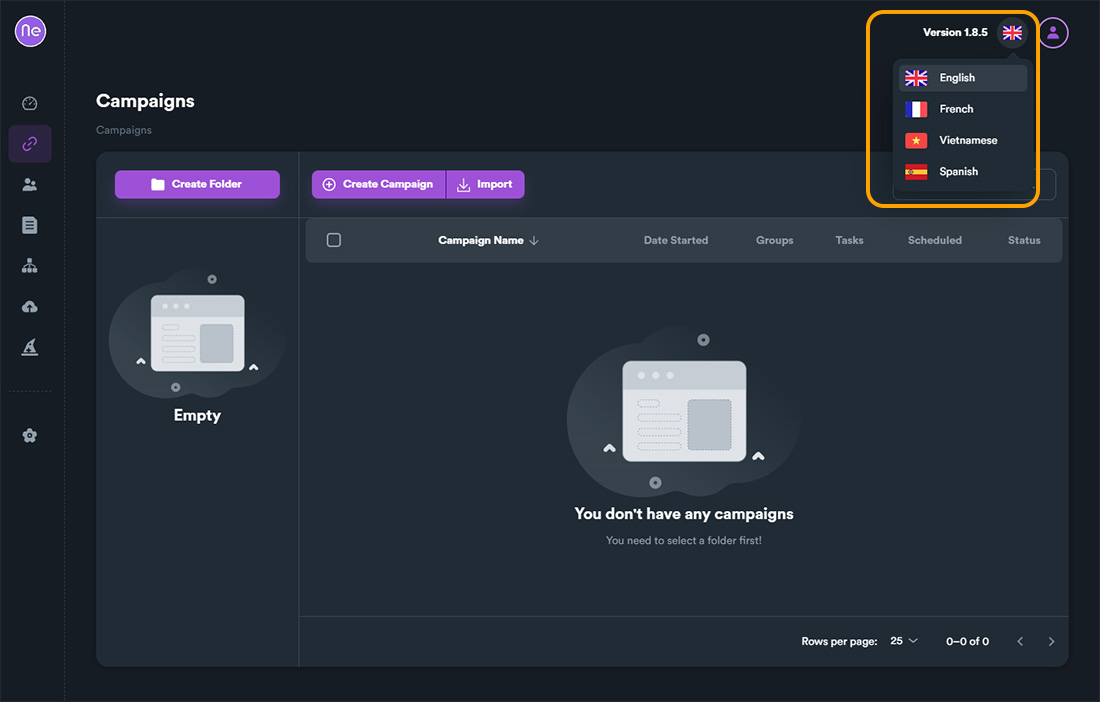 Ne
Version 1.8.5
English
French
Vietnamese
Spanish
Campaigns
Campaigns
Create Folder
Create Campaign
Import
Campaign Name
Date Started
Groups
Tasks
Scheduled
Status
Empty
You don't have any campaigns
You need to select a folder first!
Rows per page: 25 0–0 of 0